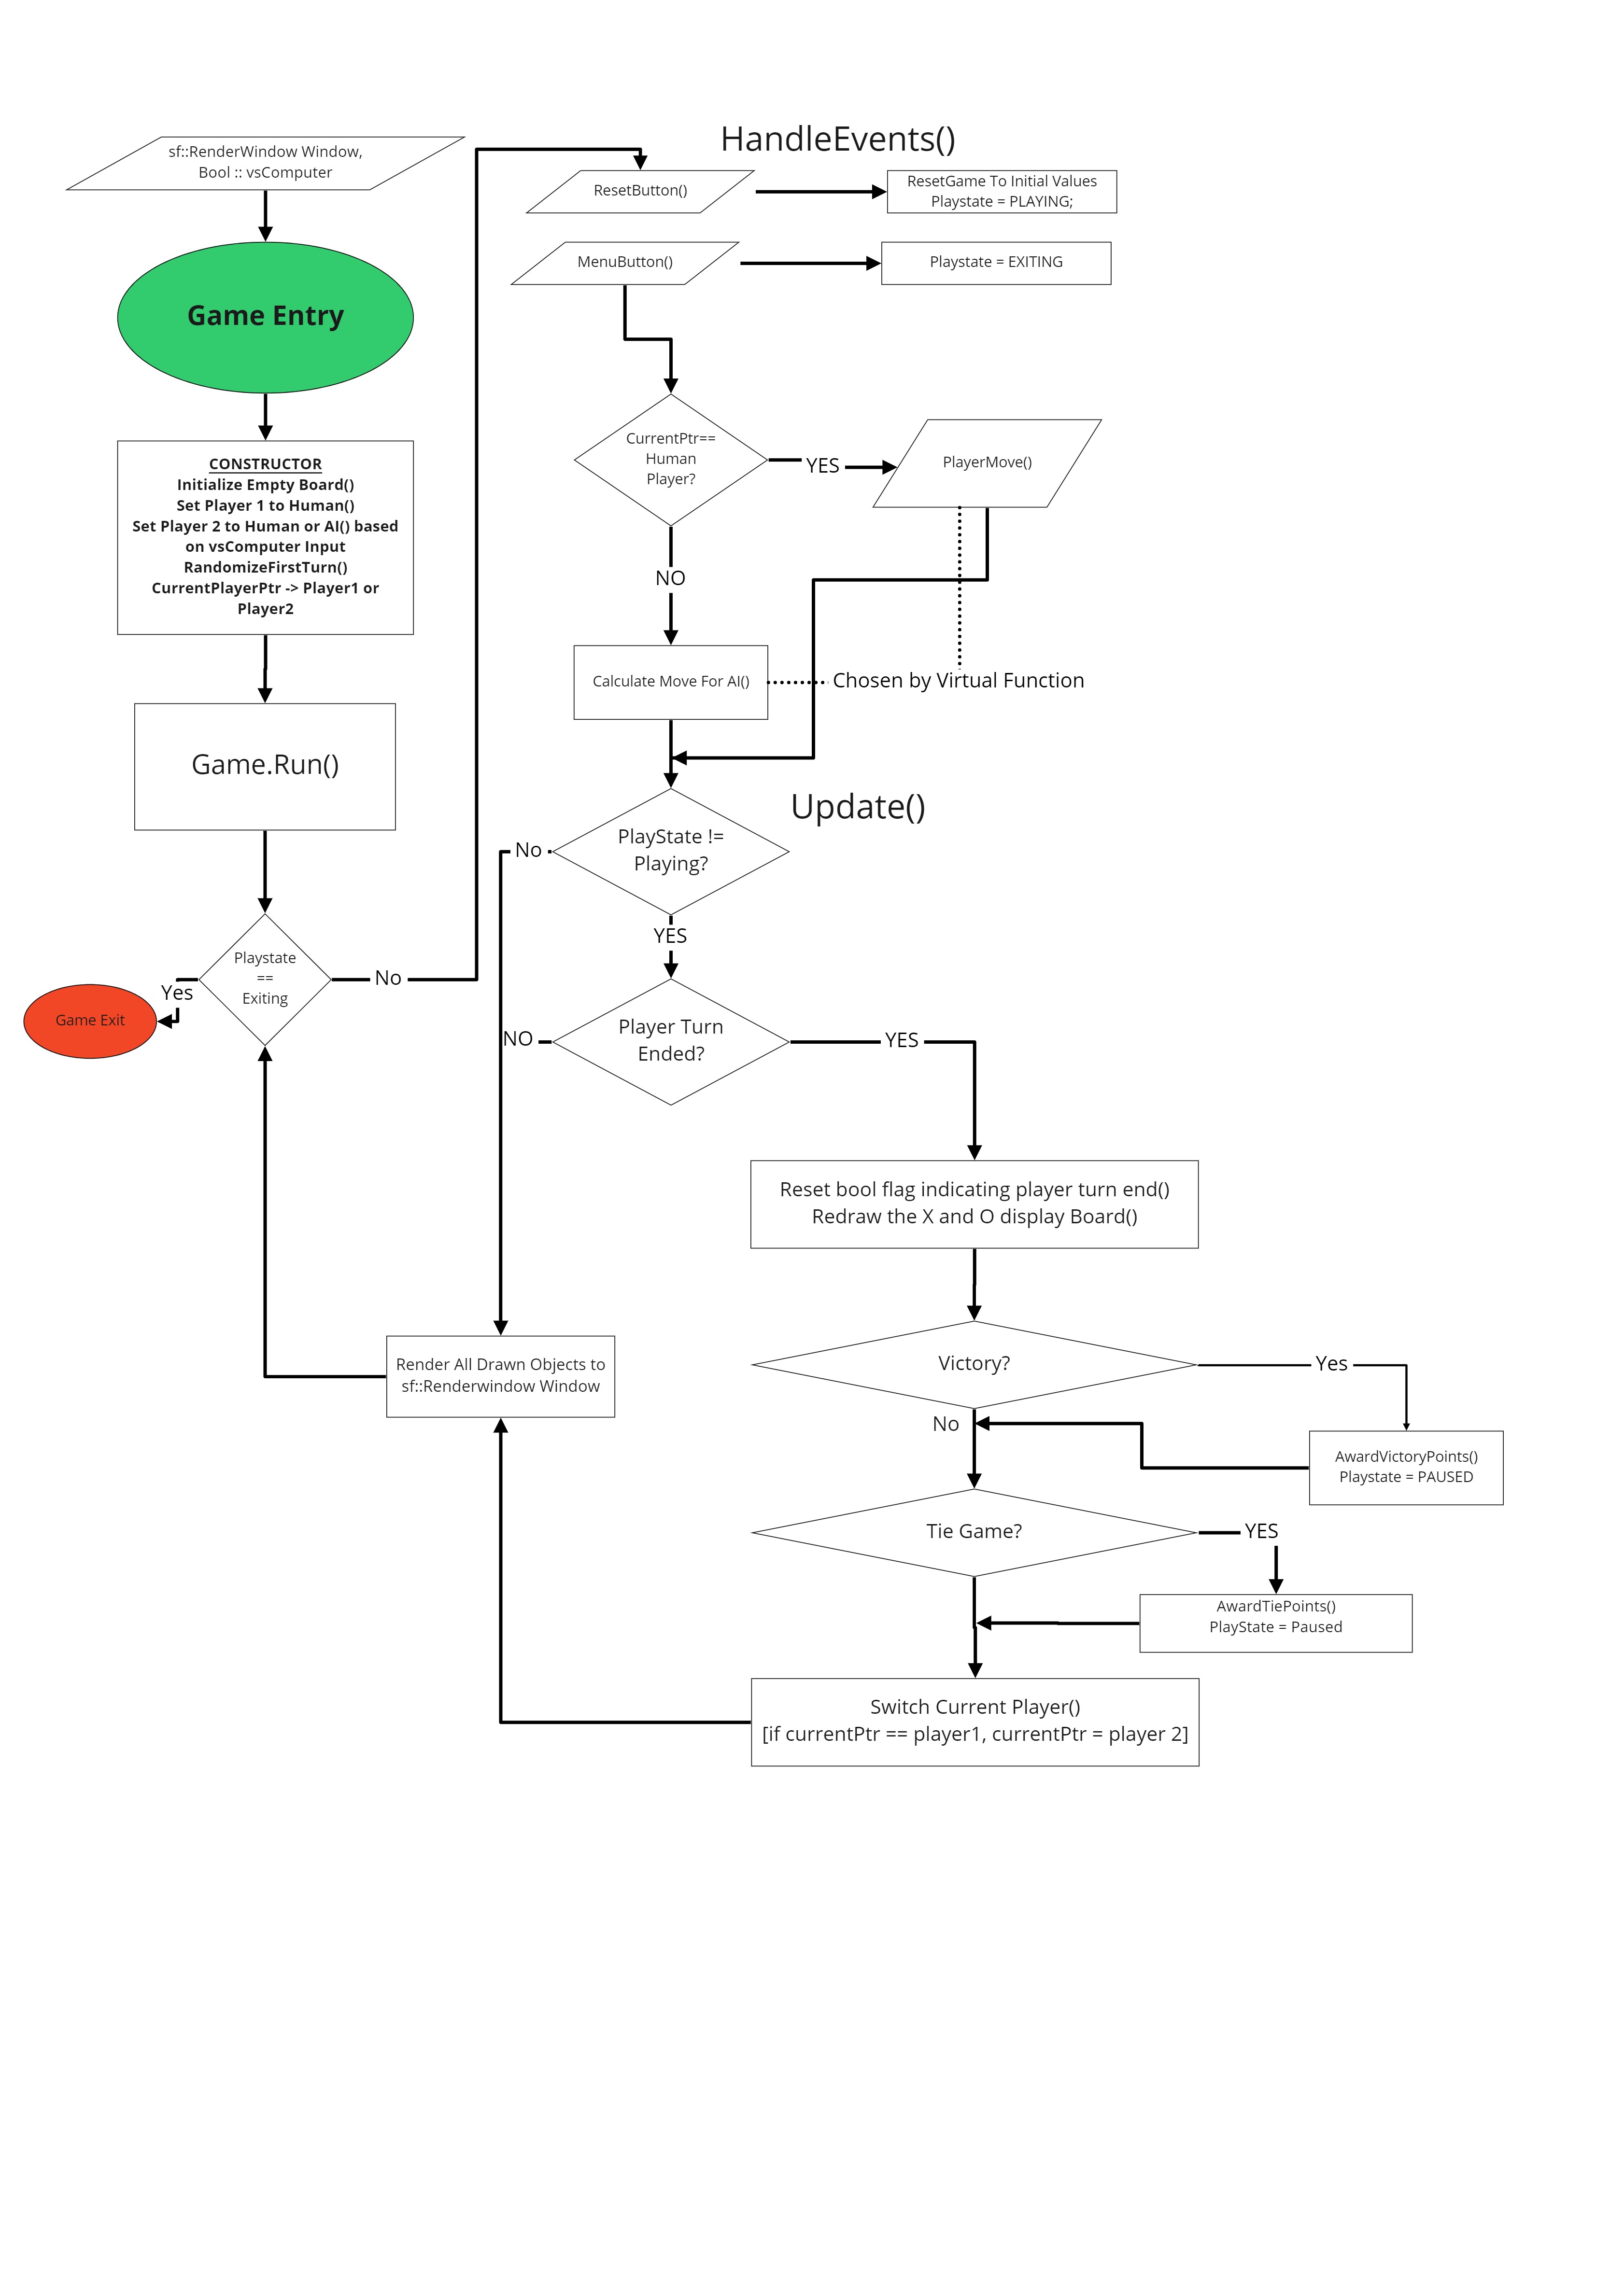 sf::RenderWindow Window,
Bool :: vsComputer
Game Entry
CONSTRUCTOR
Initialize Empty Board()
Set Player 1 to Human()
Set Player 2 to Human or AI() based
on vsComputer Input
RandomizeFirstTurn()
CurrentPlayerPtr -> Player1 or
Player2
Game.Run()
Playstate
==
Exiting
Yes
Game Exit
No
HandleEvents()
ResetButton()
ResetGame To Initial Values
Playstate = PLAYING;
MenuButton()
Playstate = EXITING
CurrentPtr==
Human
Player?
YES
PlayerMove()
NO
Calculate Move For AI()
Chosen by Virtual Function
Update()
PlayState !=
Playing?
No
YES
Player Turn
Ended?
NO
YES
Reset bool flag indicating player turn end()
Redraw the X and O display Board()
Victory?
Yes
No
AwardVictoryPoints()
Playstate = PAUSED
Tie Game?
YES
AwardTiePoints()
PlayState = Paused
Switch Current Player()
[if currentPtr == player1, currentPtr = player 2]
Render All Drawn Objects to
sf::Renderwindow Window